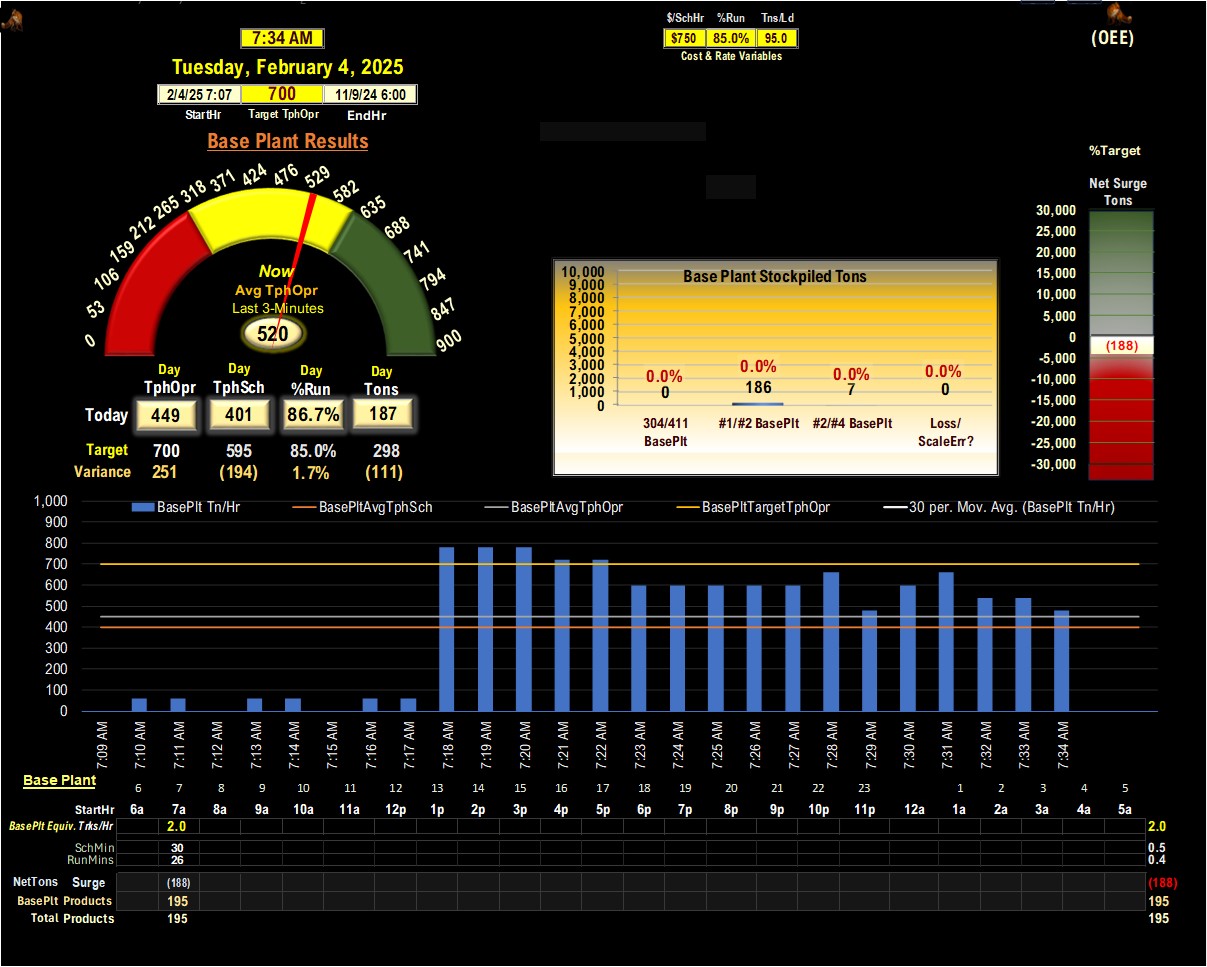 $/SchHr %Run Tns/Ld
7:34 AM
$750 85.0% 95.0
(OEE)
Cost & Rate Variables
Tuesday, February 4, 2025
2/4/25 7:07 700 11/9/24 6:00
StartHr Target TphOpr EndHr
Base Plant Results
%Target
Net Surge
Tons
0 53 106 159 212 265 318 371 424 476 529 582 635 688 741 794 847 900
Now
Avg TphOpr
Last 3-Minutes
520
30,000
25,000
20,000
15,000
10,000
5,000
0
-5,000
-10,000
-15,000
-20,000
-25,000
-30,000
(188)
Base Plant Stockpiled Tons
10,000
9,000
8,000
7,000
6,000
5,000
4,000
3,000
2,000
1,000
0
0.0% 0.0% 0.0% 0.0%
0 186 7 0
304/411 #1/#2 BasePlt #2/#4 BasePlt Loss/
BasePlt ScaleErr?
Day Day Day Day
TphOpr TphSch %Run Tons
Today 449 401 86.7% 187
Target 700 595 85.0% 298
Variance 251 (194) 1.7% (111)
BasePlt Tn/Hr BasePltAvgTphSch BasePltAvgTphOpr BasePltTargetTphOpr 30 per. Mov. Avg. (BasePlt Tn/Hr)
1,000
900
800
700
600
500
400
300
200
100
0
7:09 AM 7:10 AM 7:11 AM 7:12 AM 7:13 AM 7:14 AM 7:15 AM 7:16 AM 7:17 AM 7:18 AM 7:19 AM 7:20 AM 7:21 AM 7:22 AM 7:23 AM 7:24 AM 7:25 AM 7:26 AM 7:27 AM 7:28 AM 7:29 AM 7:30 AM 7:31 AM 7:32 AM 7:33 AM 7:34 AM
Base Plant
6 7 8 9 10 11 12 13 14 15 16 17 18 19 20 21 22 23 1 2 3 4 5
StartHr 6a 7a 8a 9a 10a 11a 12p 1p 2p 3p 4p 5p 6p 7p 8p 9p 10p 11p 12a 1a 2a 3a 4a 5a
BasePlt Equiv. Trks/Hr 2.0 2.0
SchMin 30 0.5
RunMins 26 0.4
NetTons Surge (188) (188)
BasePlt Products 195 195
Total Products 195 195